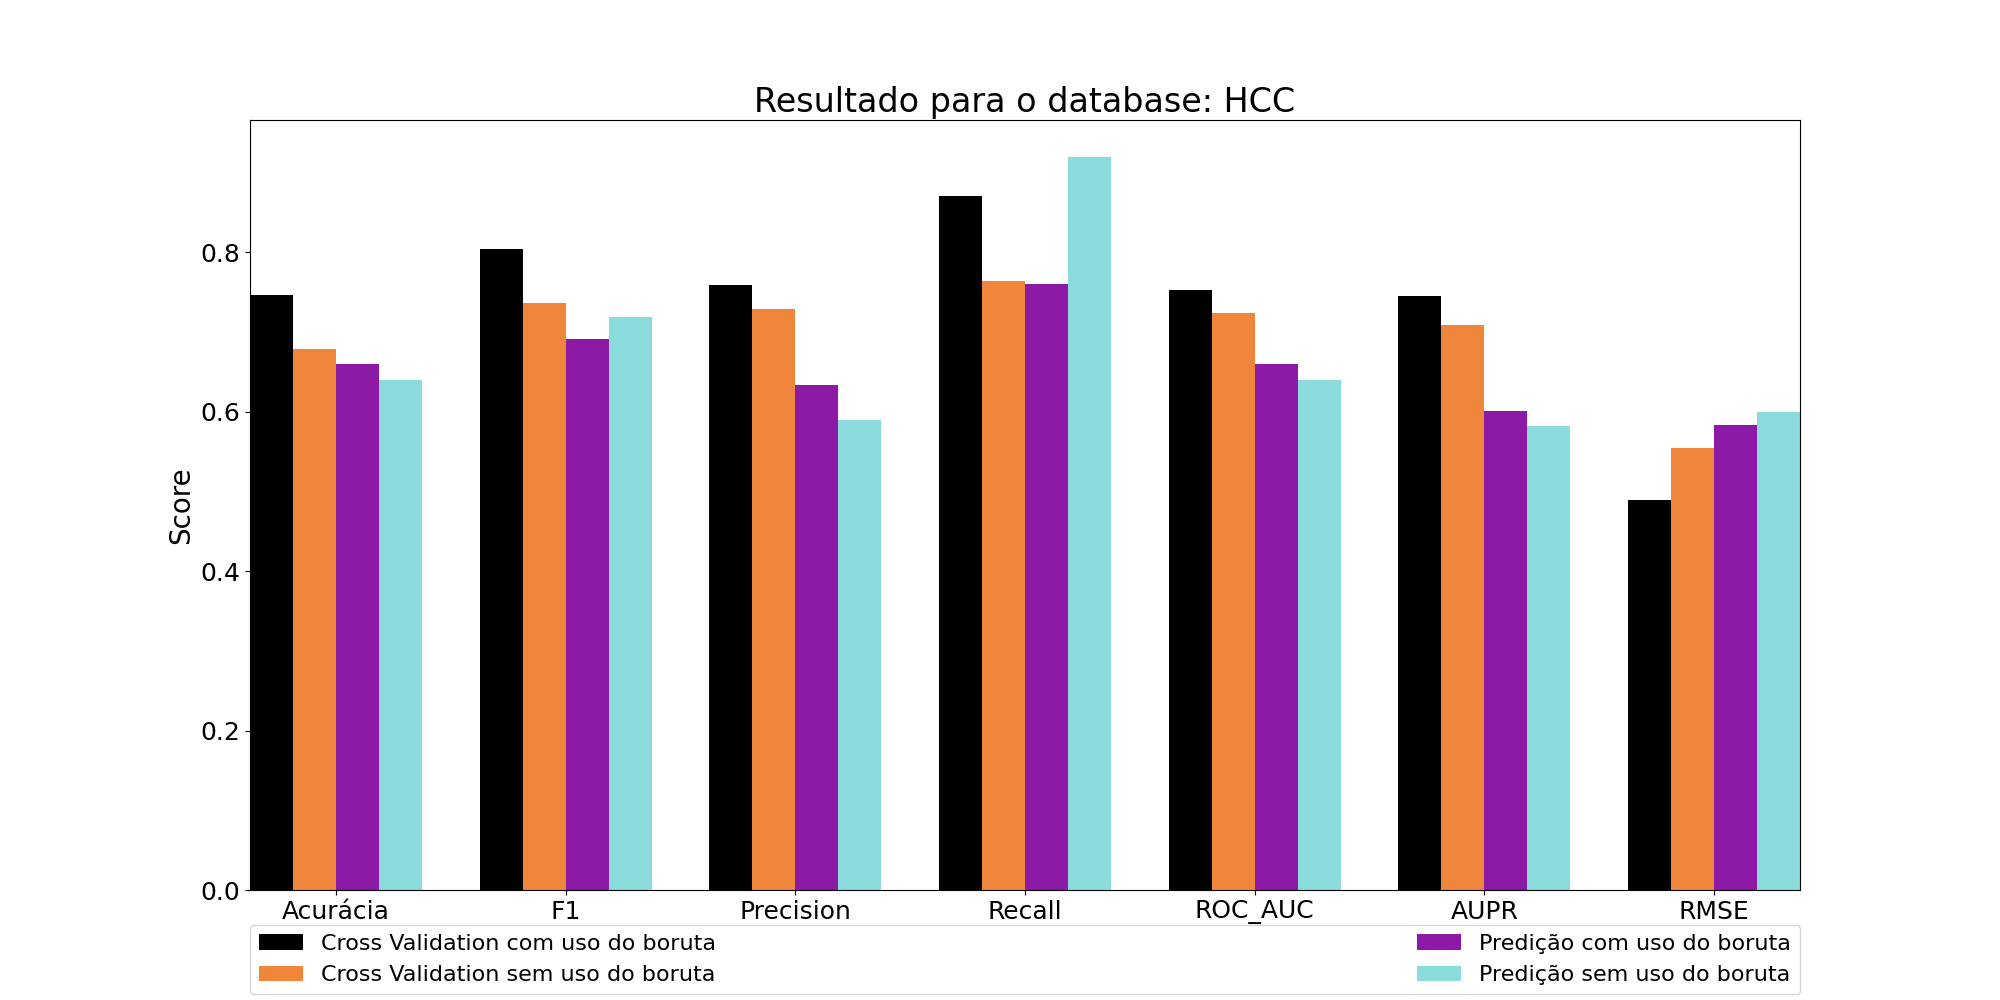 Resultado para o database: HCC
Score
0.8
0.6
0.4
0.2
0.0
Acurácia F1 Precision Recall ROC_AUC AUPR RMSE
Cross Validation com uso do boruta
Cross Validation sem uso do boruta
Predição com uso do boruta
Predição sem uso do boruta